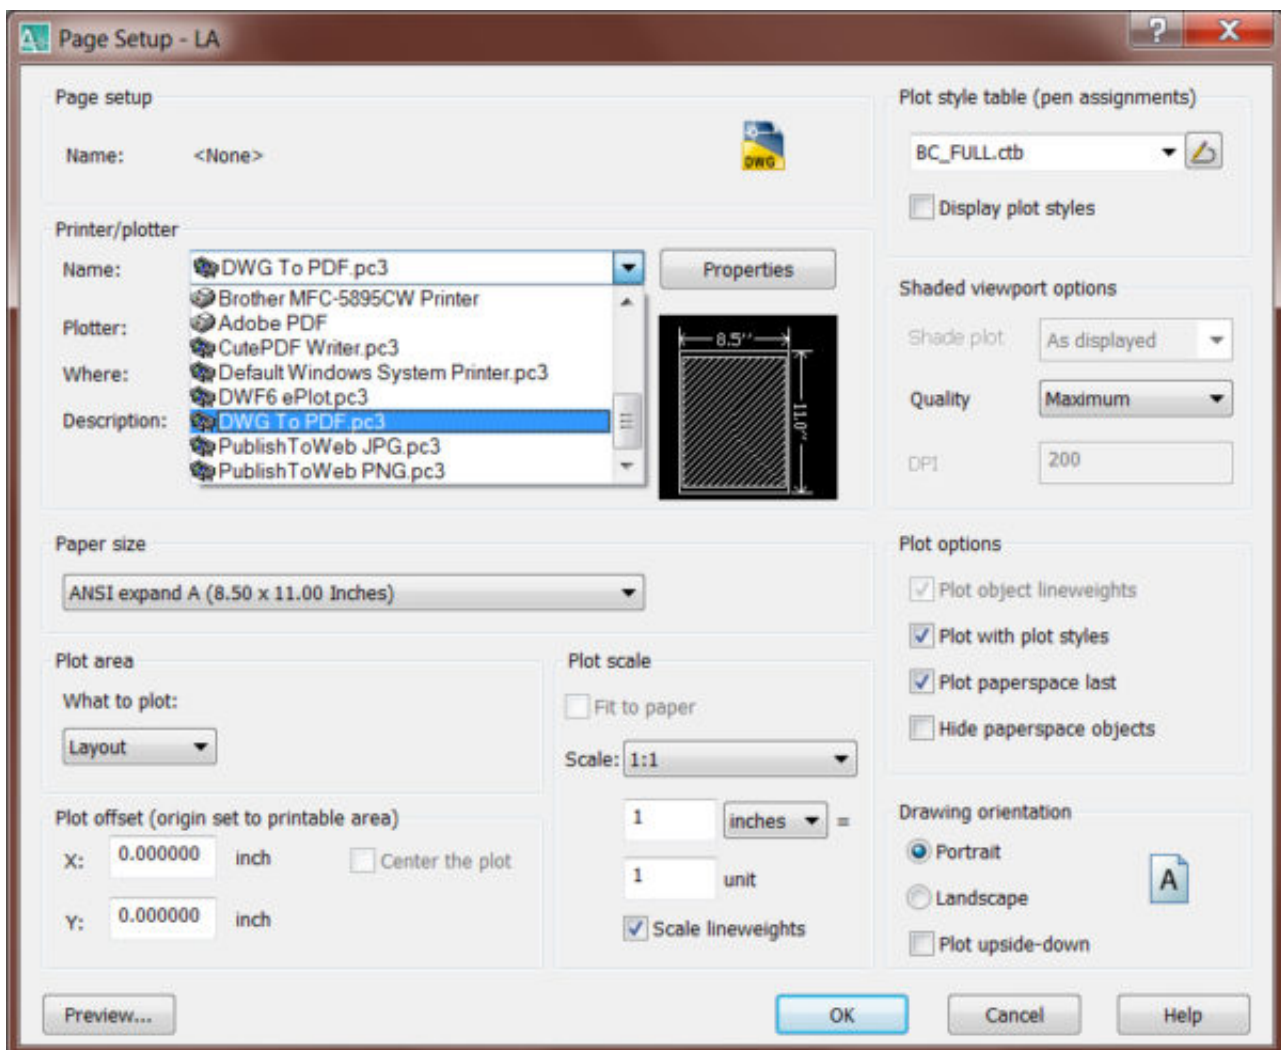 Page Setup - LA
Page setup
Name: <None>
DWG
Plot style table (pen assignments)
BC_FULL.ctb
Display plot styles
Printer/plotter
Name: DWG To PDF.pc3
Properties
Brother MFC-5895CW Printer
Adobe PDF
CutePDF Writer.pc3
Default Windows System Printer.pc3
DWF6 ePlot.pc3
DWG To PDF.pc3
PublishToWeb JPG.pc3
PublishToWeb PNG.pc3
Plotter:
Where:
Description:
8.5''
11.0''
Shaded viewport options
Shade plot As displayed
Quality Maximum
DPI 200
Paper size
ANSI expand A (8.50 x 11.00 Inches)
Plot options
Plot object lineweights
Plot with plot styles
Plot paperspace last
Hide paperspace objects
Plot area
What to plot:
Layout
Plot scale
Fit to paper
Scale: 1:1
1 inches =
1 unit
Scale lineweights
Plot offset (origin set to printable area)
X: 0.000000 inch Center the plot
Y: 0.000000 inch
Drawing orientation
Portrait
Landscape
Plot upside-down
A
Preview...
OK
Cancel
Help